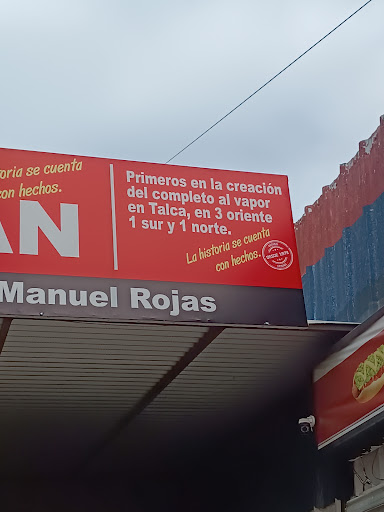 oria se cuenta
con hechos.
AN
Primeros en la creación
del completo al vapor
en Talca, en 3 oriente
1 sur y 1 norte.
La historia se cuenta
con hechos.
Manuel Rojas